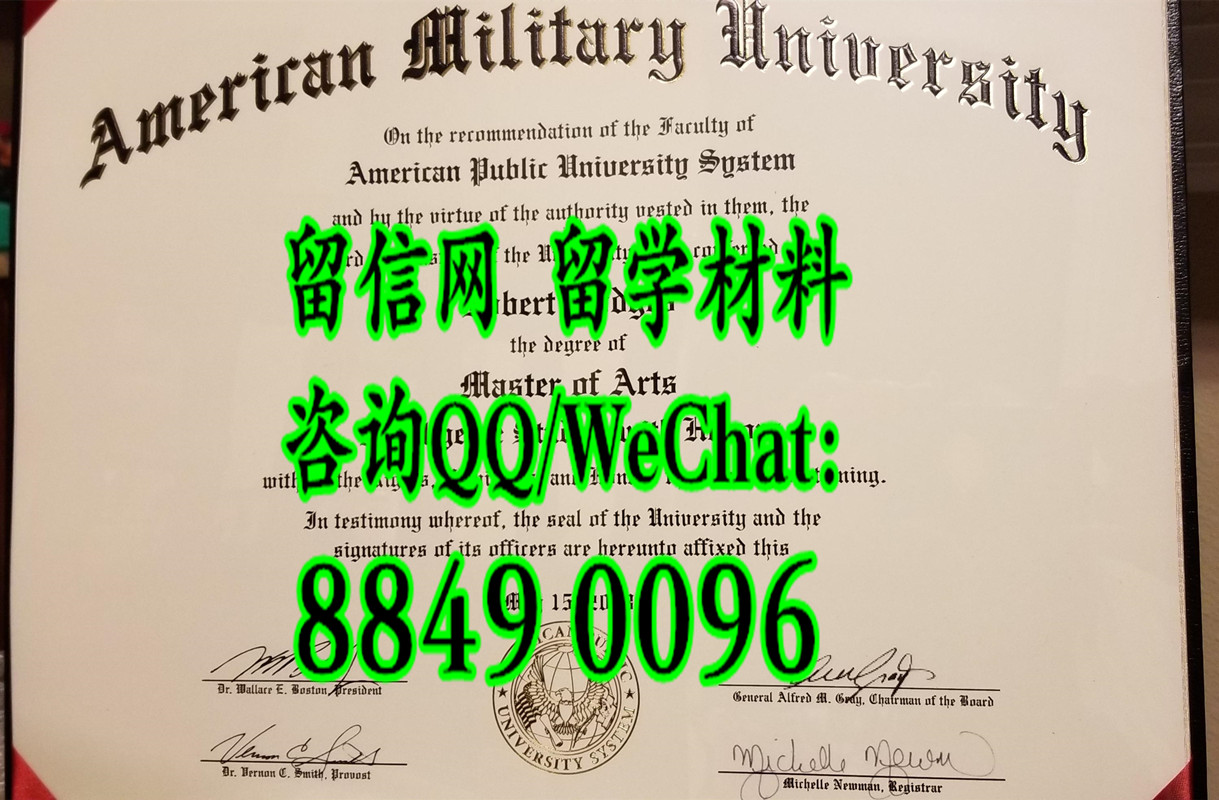 American Military University
On the recommendation of the Faculty of
American Public University System
and by the virtue of the authority vested in them, the
the
留信网 留学材料
the degree of
Master of Arts
咨询QQ/WeChat:
with the
In testimony whereof, the seal of the University and the
signatures of its officers are hereunto affixed this
15
8849 0096
UNIVERSITY SYSTEM
Dr. Wallace E. Boston, President
General Alfred M. Gray, Chairman of the Board
Dr. Vernon C. Smith, Provost
Michelle Newman, Registrar